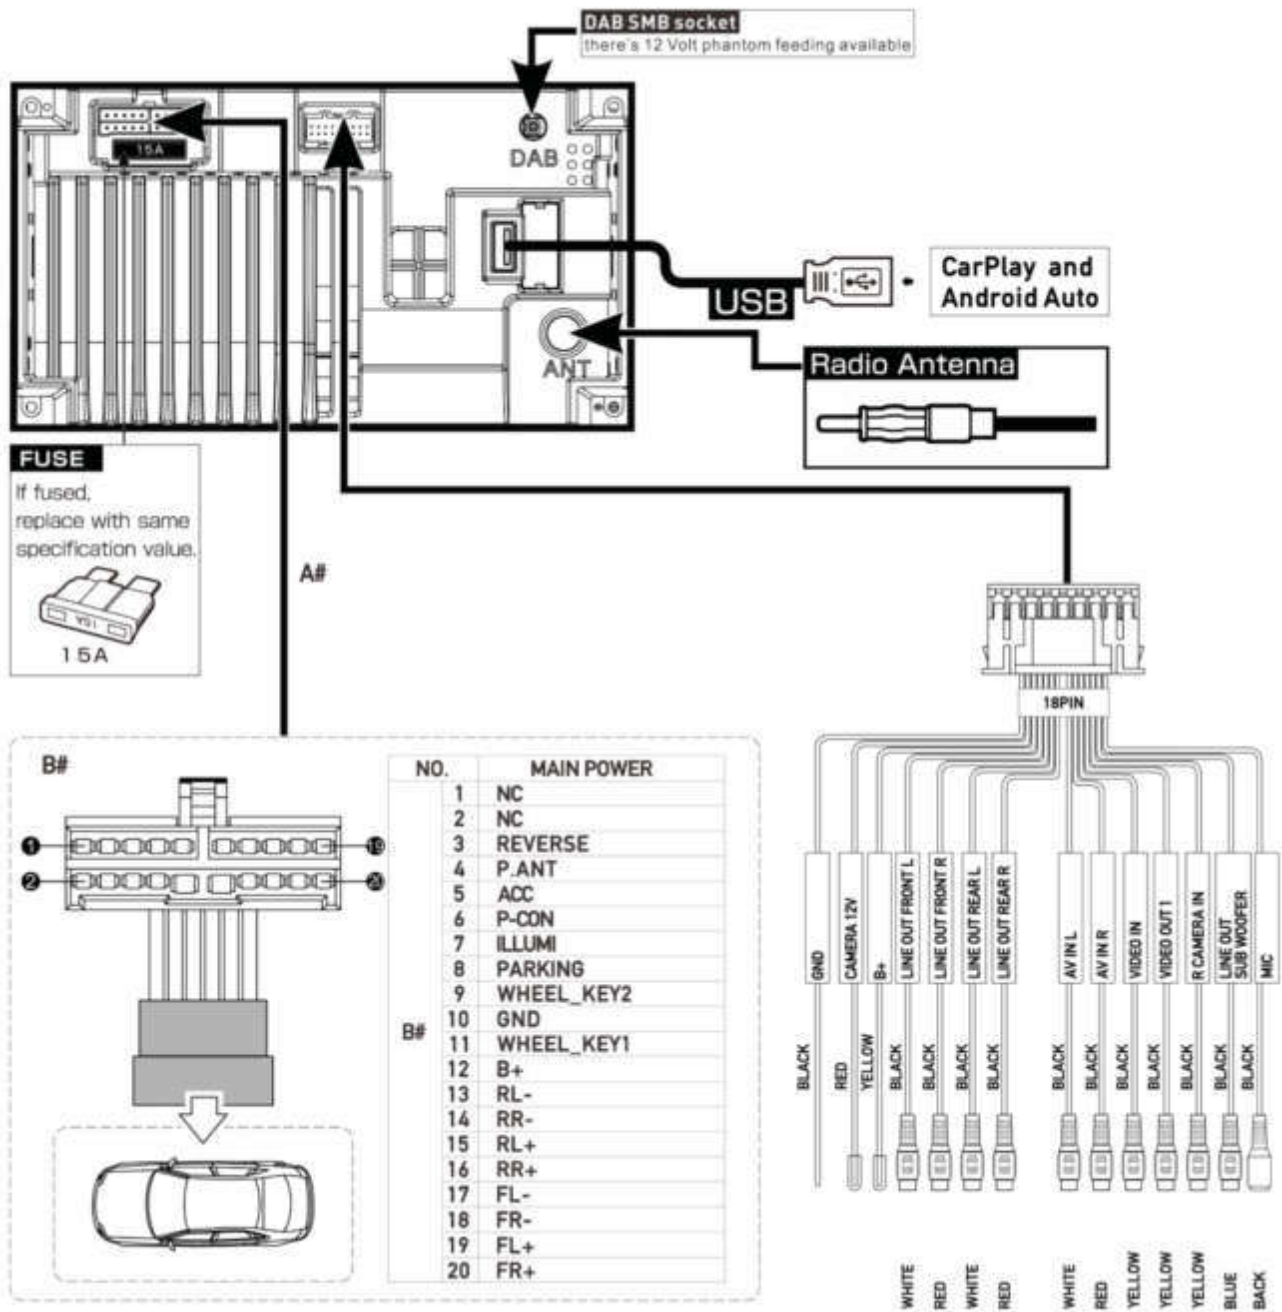 DAB SMB socket
there's 12 Volt phantom feeding available
15A
DAB
USB
CarPlay and
Android Auto
ANT
Radio Antenna
FUSE
If fused,
replace with same
specification value.
15A
15A
A#
18PIN
B#
1
19
2
20
NO. MAIN POWER
B#
1 NC
2 NC
3 REVERSE
4 P.ANT
5 ACC
6 P-CON
7 ILLUMI
8 PARKING
9 WHEEL_KEY2
10 GND
11 WHEEL_KEY1
12 B+
13 RL-
14 RR-
15 RL+
16 RR+
17 FL-
18 FR-
19 FL+
20 FR+
GND
CAMERA 12V
B+
LINE OUT FRONT L
LINE OUT FRONT R
LINE OUT REAR L
LINE OUT REAR R
AV IN L
AV IN R
VIDEO IN
VIDEO OUT 1
R CAMERA IN
LINE OUT
SUB WOOFER
MIC
BLACK
RED
YELLOW
BLACK
BLACK
BLACK
BLACK
BLACK
BLACK
BLACK
BLACK
BLACK
BLACK
BLACK
WHITE
RED
WHITE
RED
WHITE
RED
YELLOW
YELLOW
YELLOW
BLUE
BACK